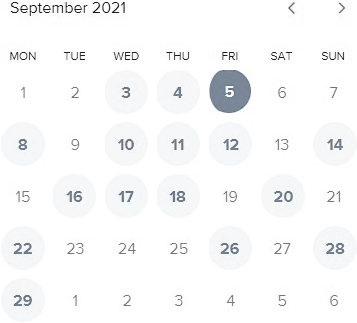 September 2021
MON TUE WED THU FRI SAT SUN
1 2 3 4 5 6 7
8 9 10 11 12 13 14
15 16 17 18 19 20 21
22 23 24 25 26 27 28
29 1 2 3 4 5 6